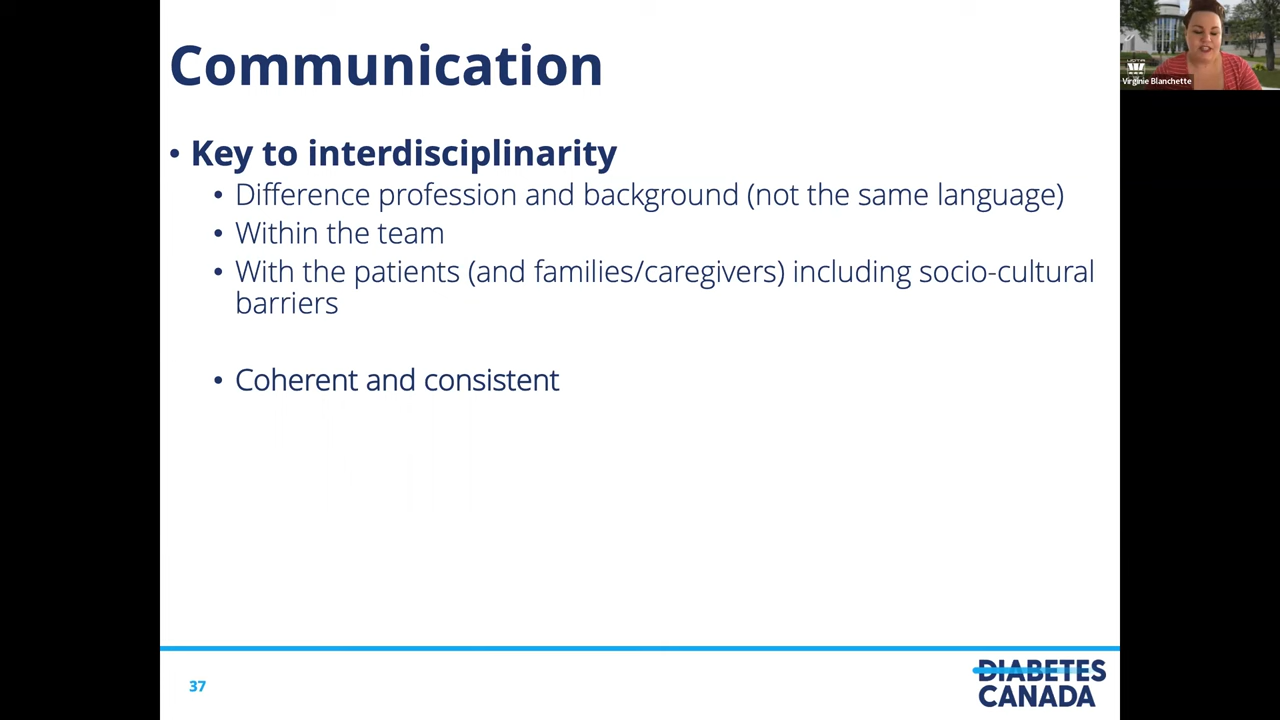 Communication
• Key to interdisciplinarity
• Difference profession and background (not the same language)
• Within the team
• With the patients (and families/caregivers) including socio-cultural
barriers
• Coherent and consistent
37
DIABETES
CANADA
UQTR
Virginie Blanchette